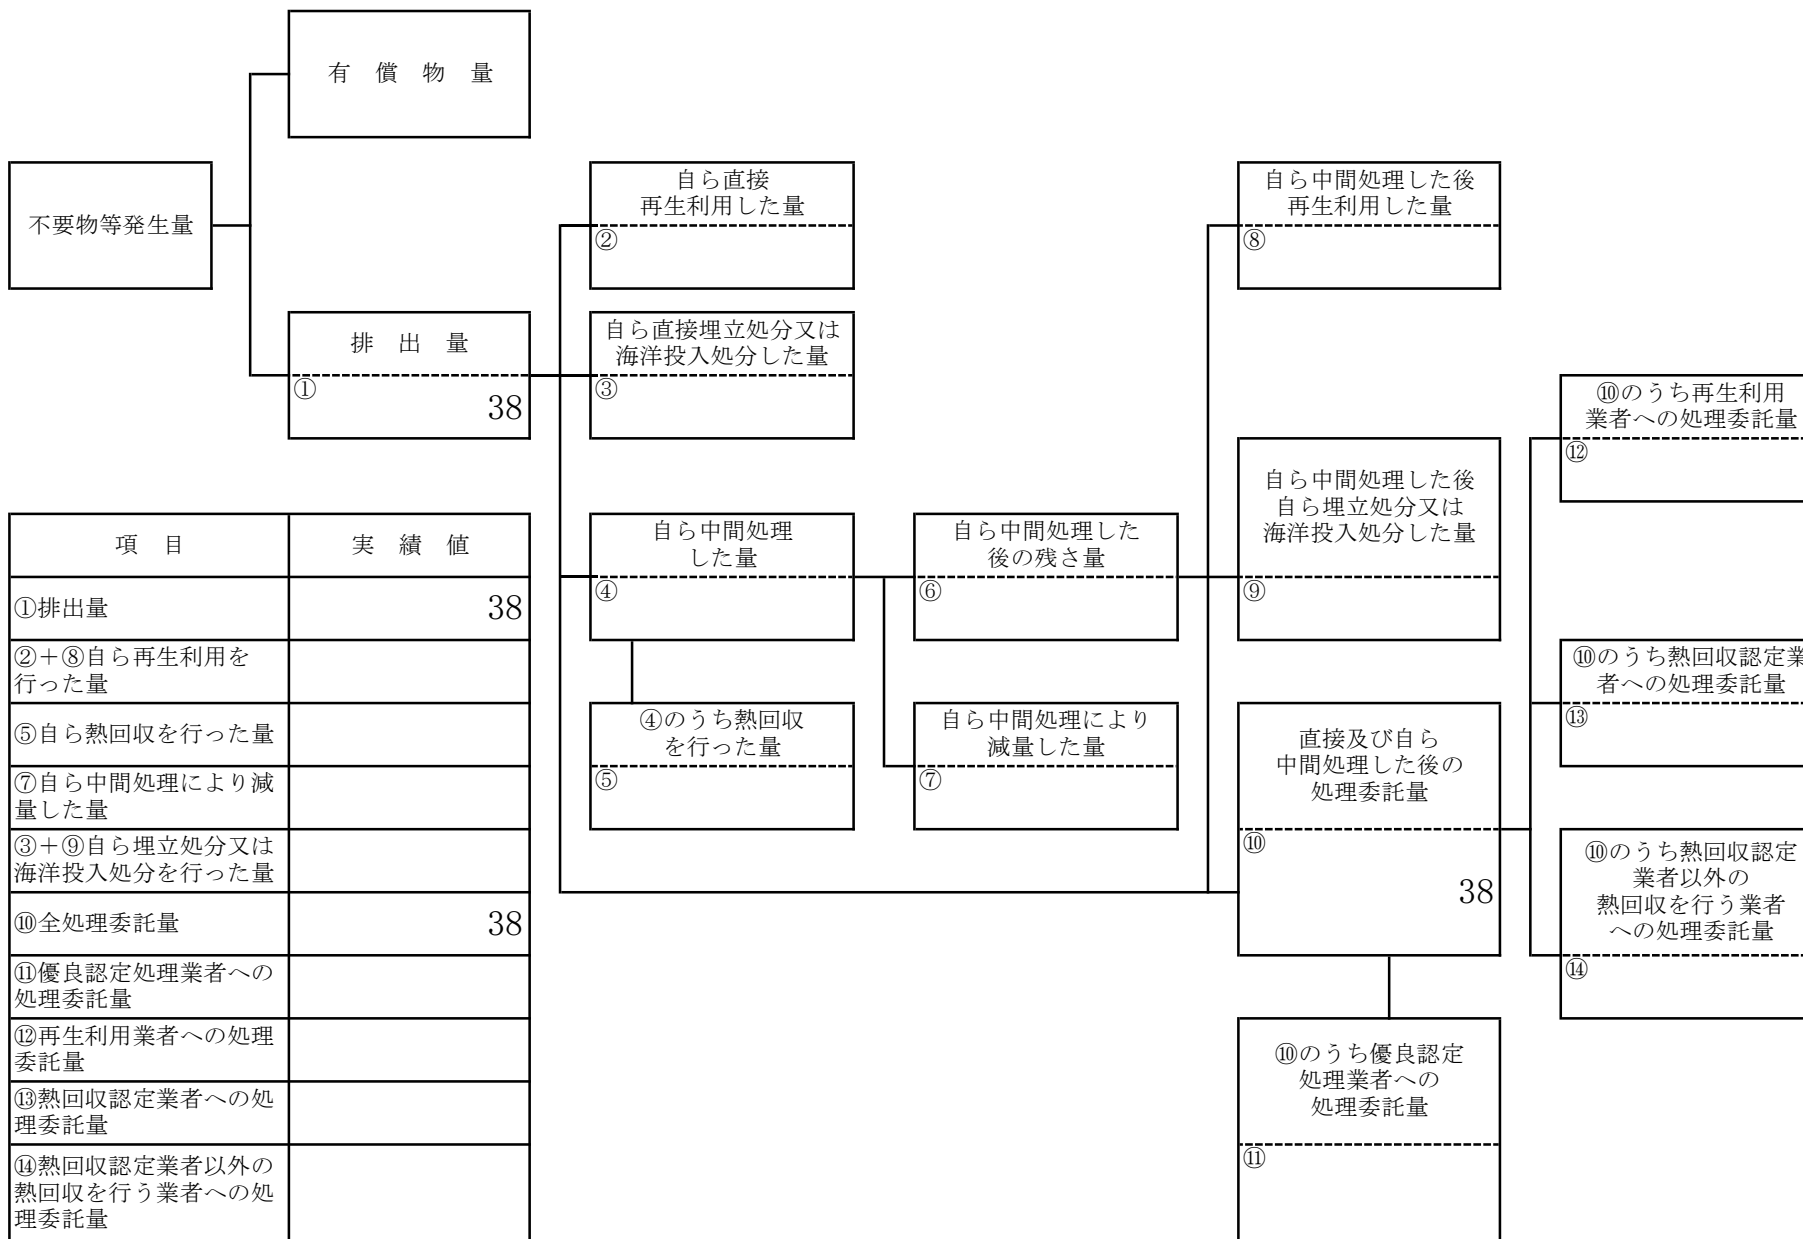 有 償 物 量
不要物等発生量
排 出 量
①
38
自ら直接
再生利用した量
②
自ら直接埋立処分又は
海洋投入処分した量
③
自ら中間処理
した量
④
④のうち熱回収
を行った量
⑤
自ら中間処理した
後の残さ量
⑥
自ら中間処理により
減量した量
⑦
自ら中間処理した後
再生利用した量
⑧
自ら中間処理した後
自ら埋立処分又は
海洋投入処分した量
⑨
直接及び自ら
中間処理した後の
処理委託量
⑩
38
⑩のうち優良認定
処理業者への
処理委託量
⑪
⑩のうち再生利用
業者への処理委託量
⑫
⑩のうち熱回収認定業
者への処理委託量
⑬
⑩のうち熱回収認定
業者以外の
熱回収を行う業者
への処理委託量
⑭
項 目 実 績 値
①排出量 38
②＋⑧自ら再生利用を
行った量
⑤自ら熱回収を行った量
⑦自ら中間処理により減
量した量
③＋⑨自ら埋立処分又は
海洋投入処分を行った量
⑩全処理委託量 38
⑪優良認定処理業者への
処理委託量
⑫再生利用業者への処理
委託量
⑬熱回収認定業者への処
理委託量
⑭熱回収認定業者以外の
熱回収を行う業者への処
理委託量